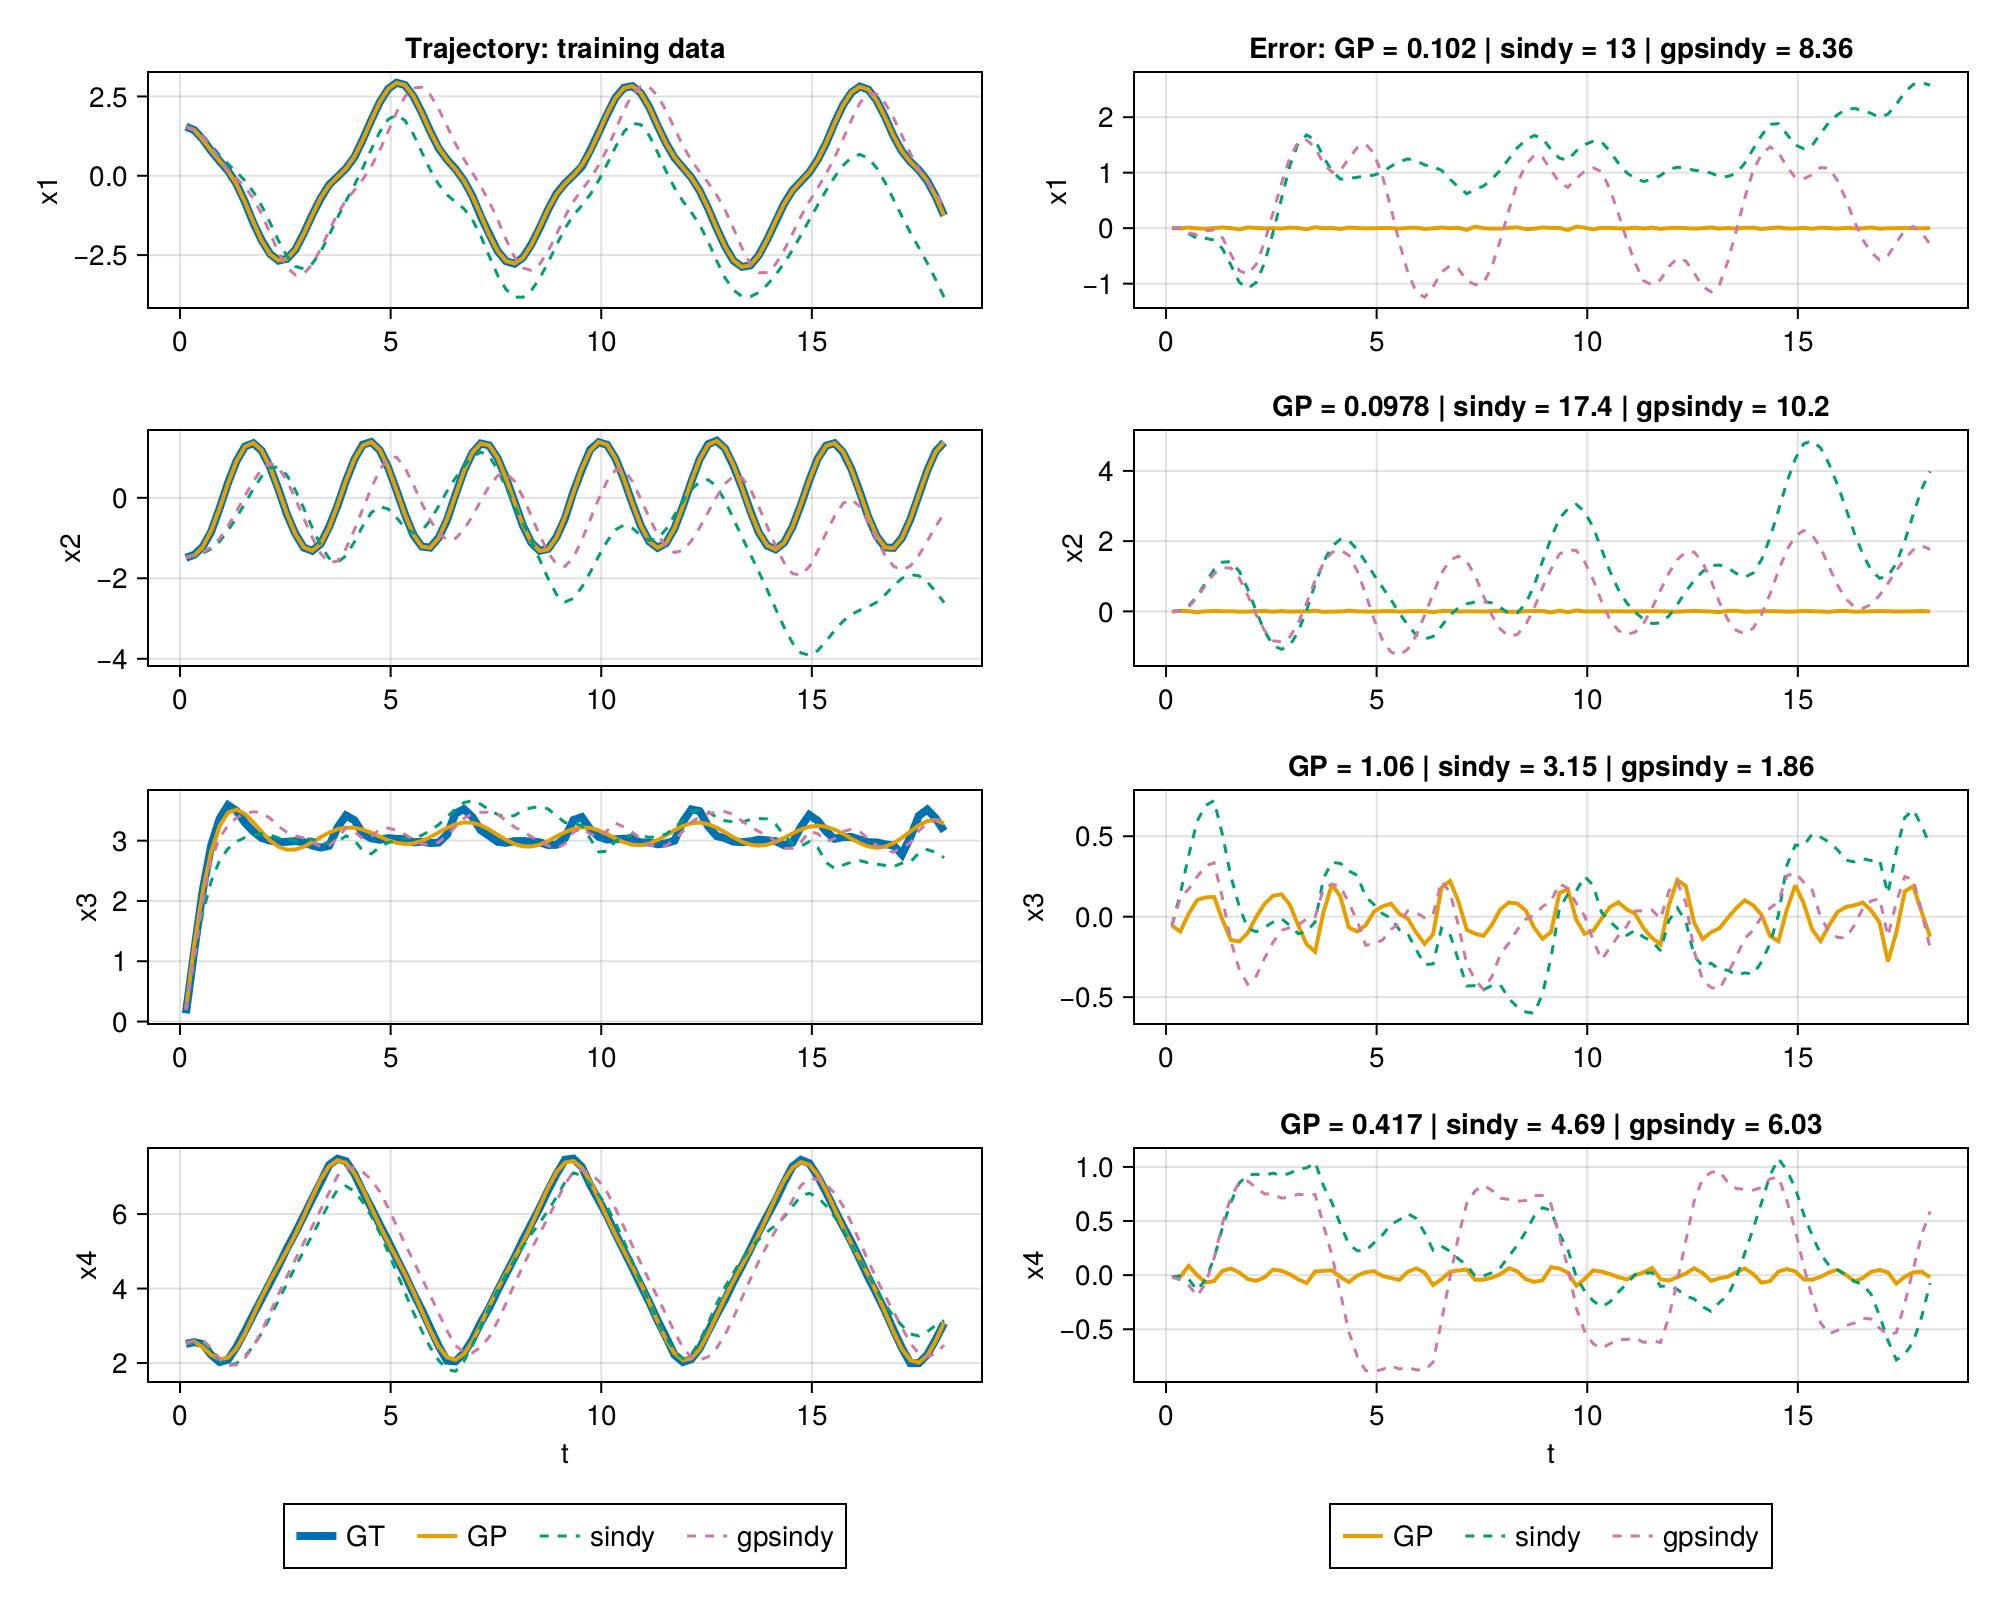 Trajectory: training data
Error: GP = 0.102 | sindy = 13 | gpsindy = 8.36
x1
2.5
0.0
−2.5
0 5 10 15
x1
2
1
0
−1
0 5 10 15
GP = 0.0978 | sindy = 17.4 | gpsindy = 10.2
x2
0
−2
−4
0 5 10 15
x2
4
2
0
0 5 10 15
GP = 1.06 | sindy = 3.15 | gpsindy = 1.86
x3
3
2
1
0
0 5 10 15
x3
0.5
0.0
−0.5
0 5 10 15
GP = 0.417 | sindy = 4.69 | gpsindy = 6.03
x4
6
4
2
0 5 10 15
t
x4
1.0
0.5
0.0
−0.5
0 5 10 15
t
GT GP sindy gpsindy
GP sindy gpsindy